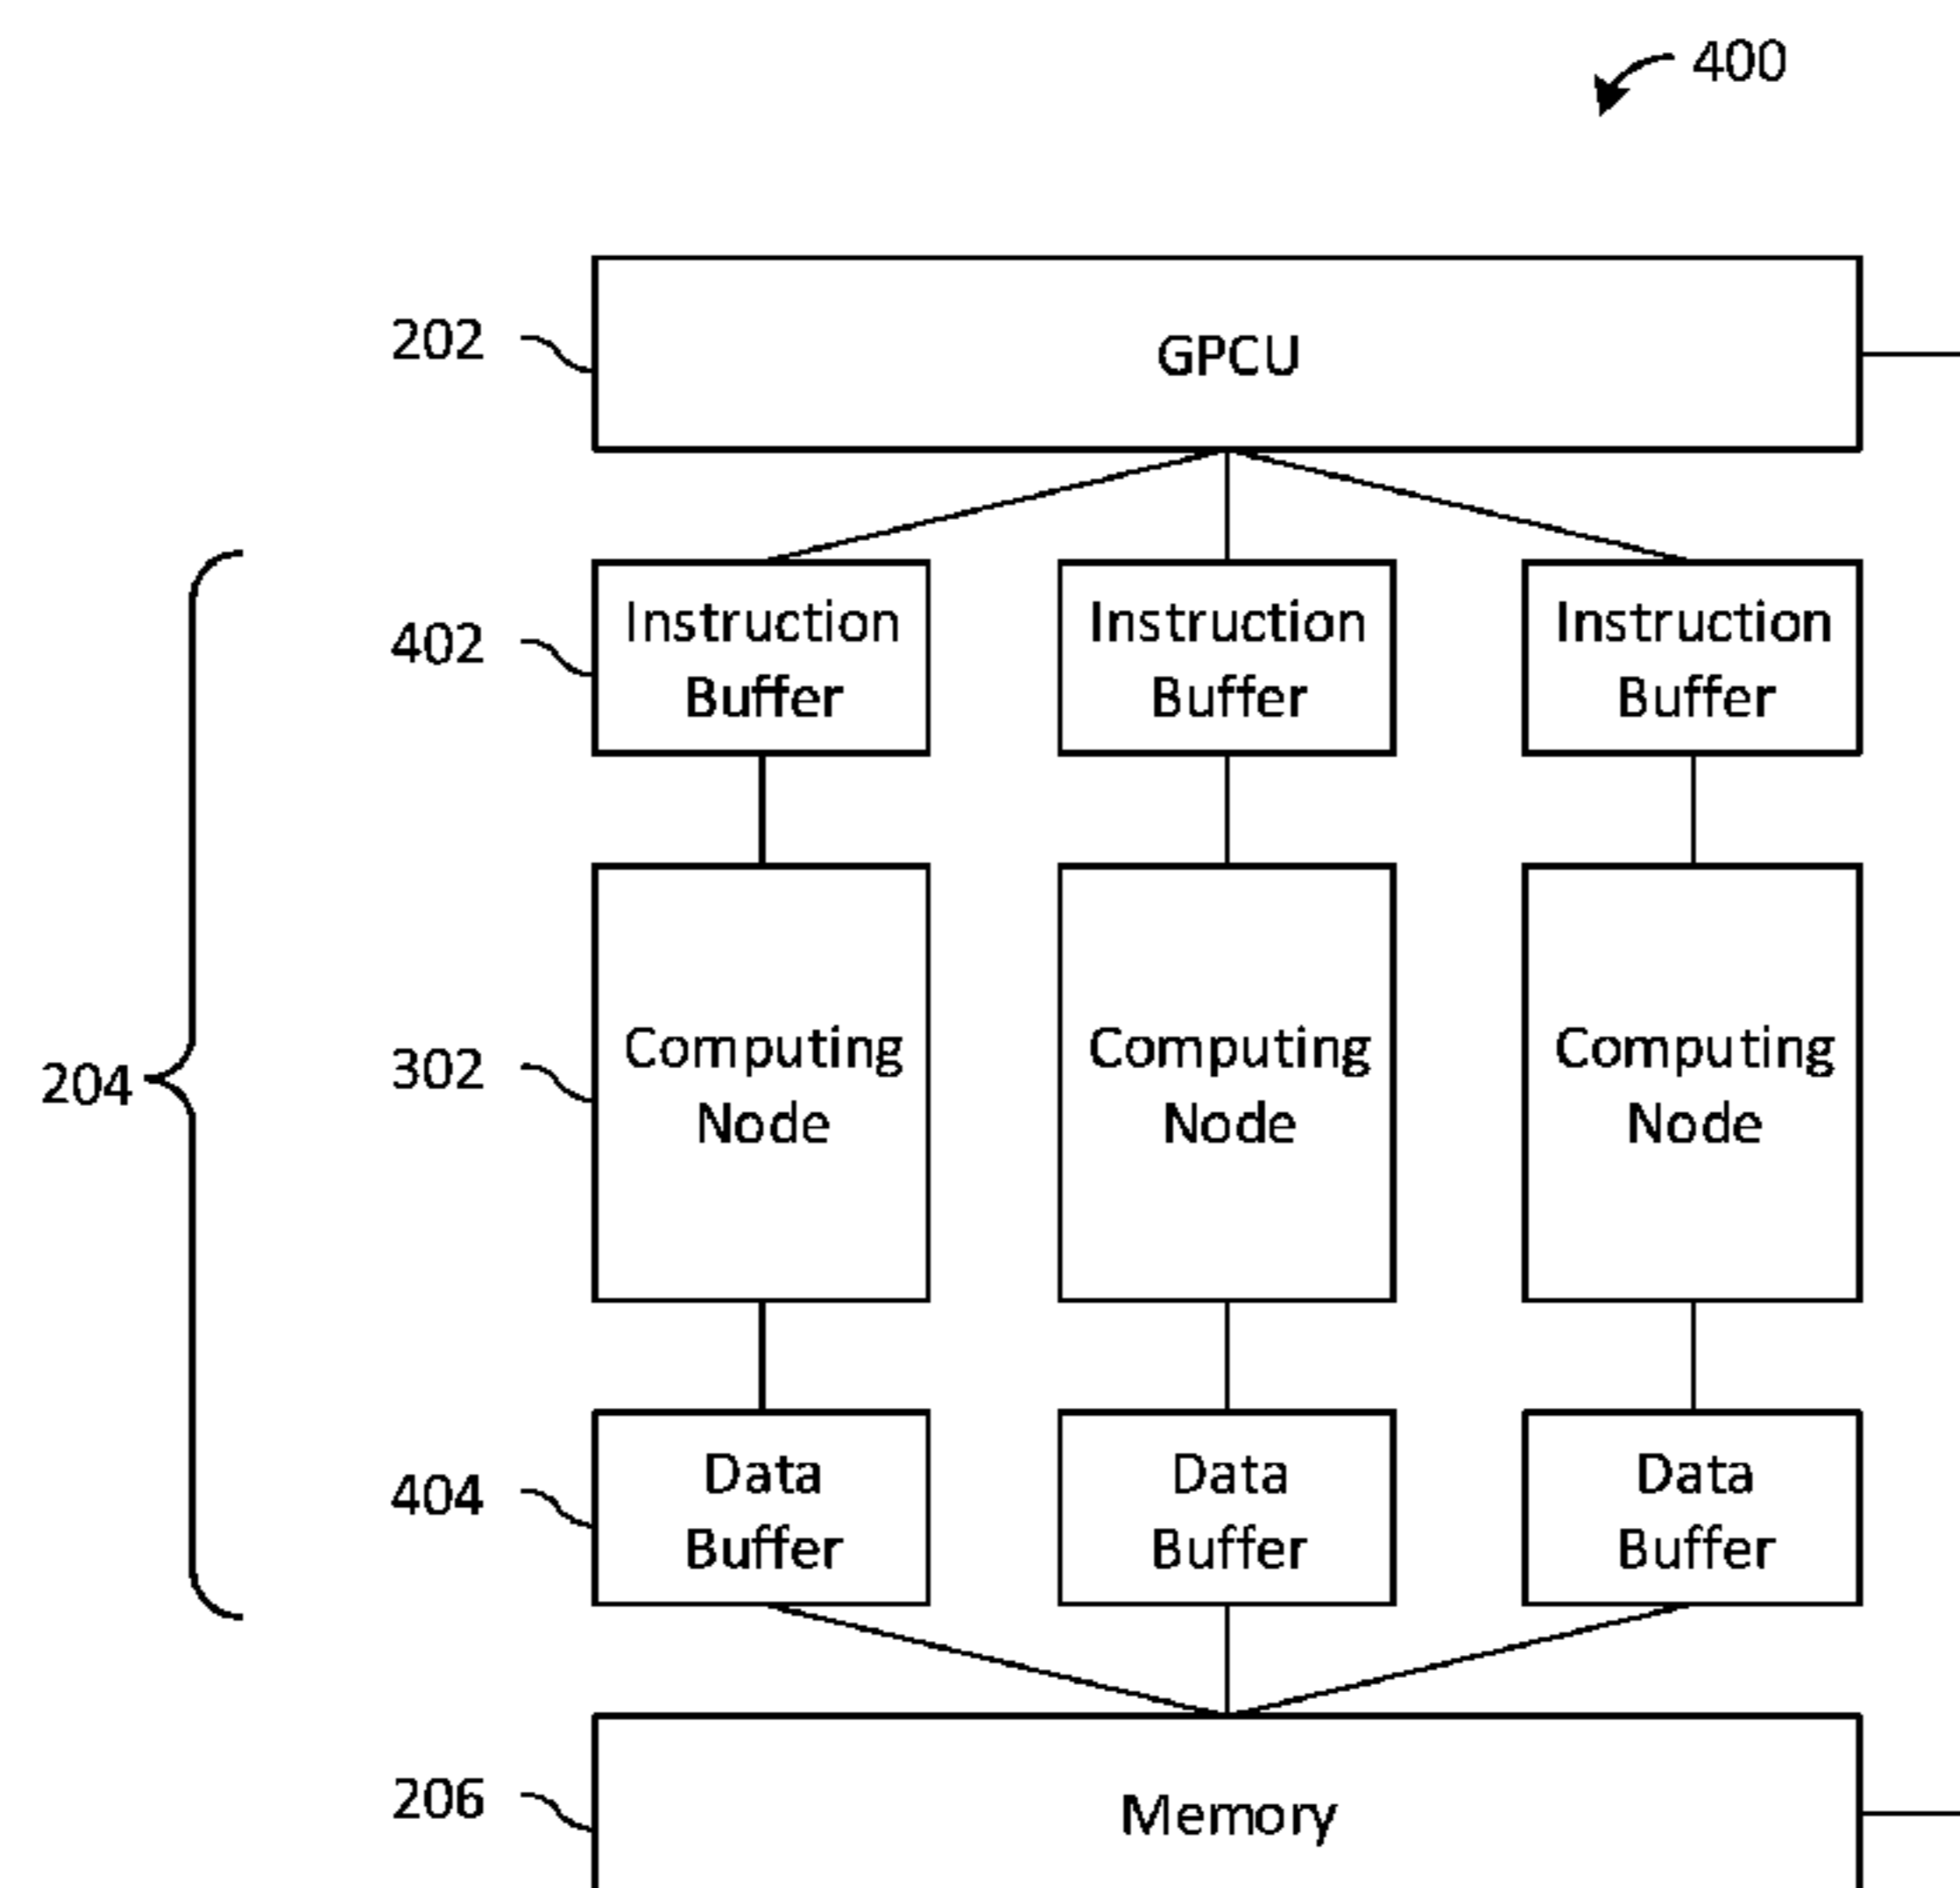 400
202
GPCU
402
Instruction Instruction Instruction
Buffer Buffer Buffer
204
302
Computing Computing Computing
Node Node Node
404
Data Data Data
Buffer Buffer Buffer
206
Memory